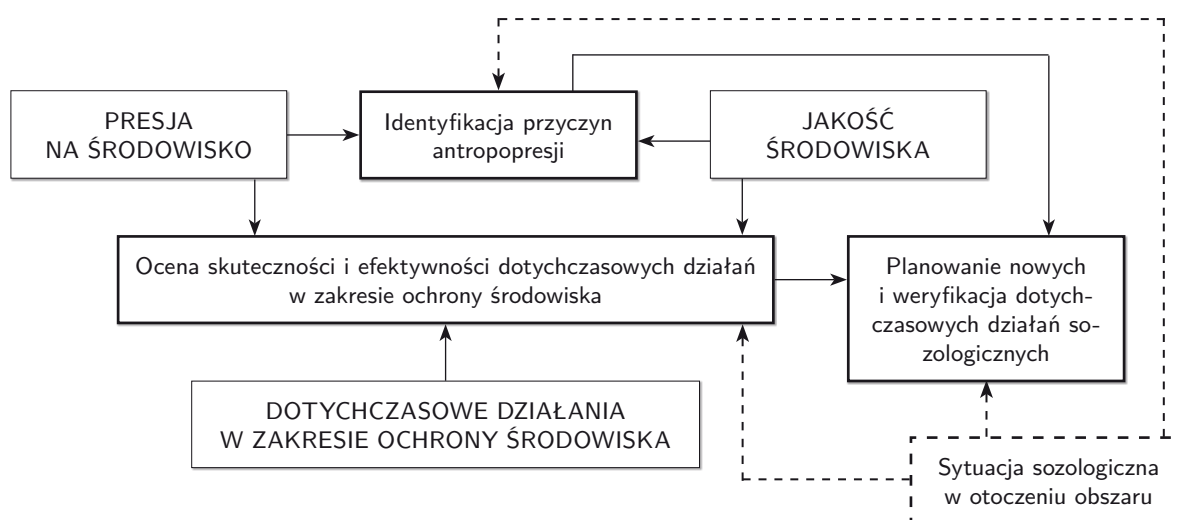 PRESJA
NA ŚRODOWISKO
Identyfikacja przyczyn
antropopresji
JAKOŚĆ
ŚRODOWISKA
Ocena skuteczności i efektywności dotychczasowych działań
w zakresie ochrony środowiska
Planowanie nowych
i weryfikacja dotych-
czasowych działań so-
zologicznych
DOTYCHCZASOWE DZIAŁANIA
W ZAKRESIE OCHRONY ŚRODOWISKA
Sytuacja sozologiczna
w otoczeniu obszaru